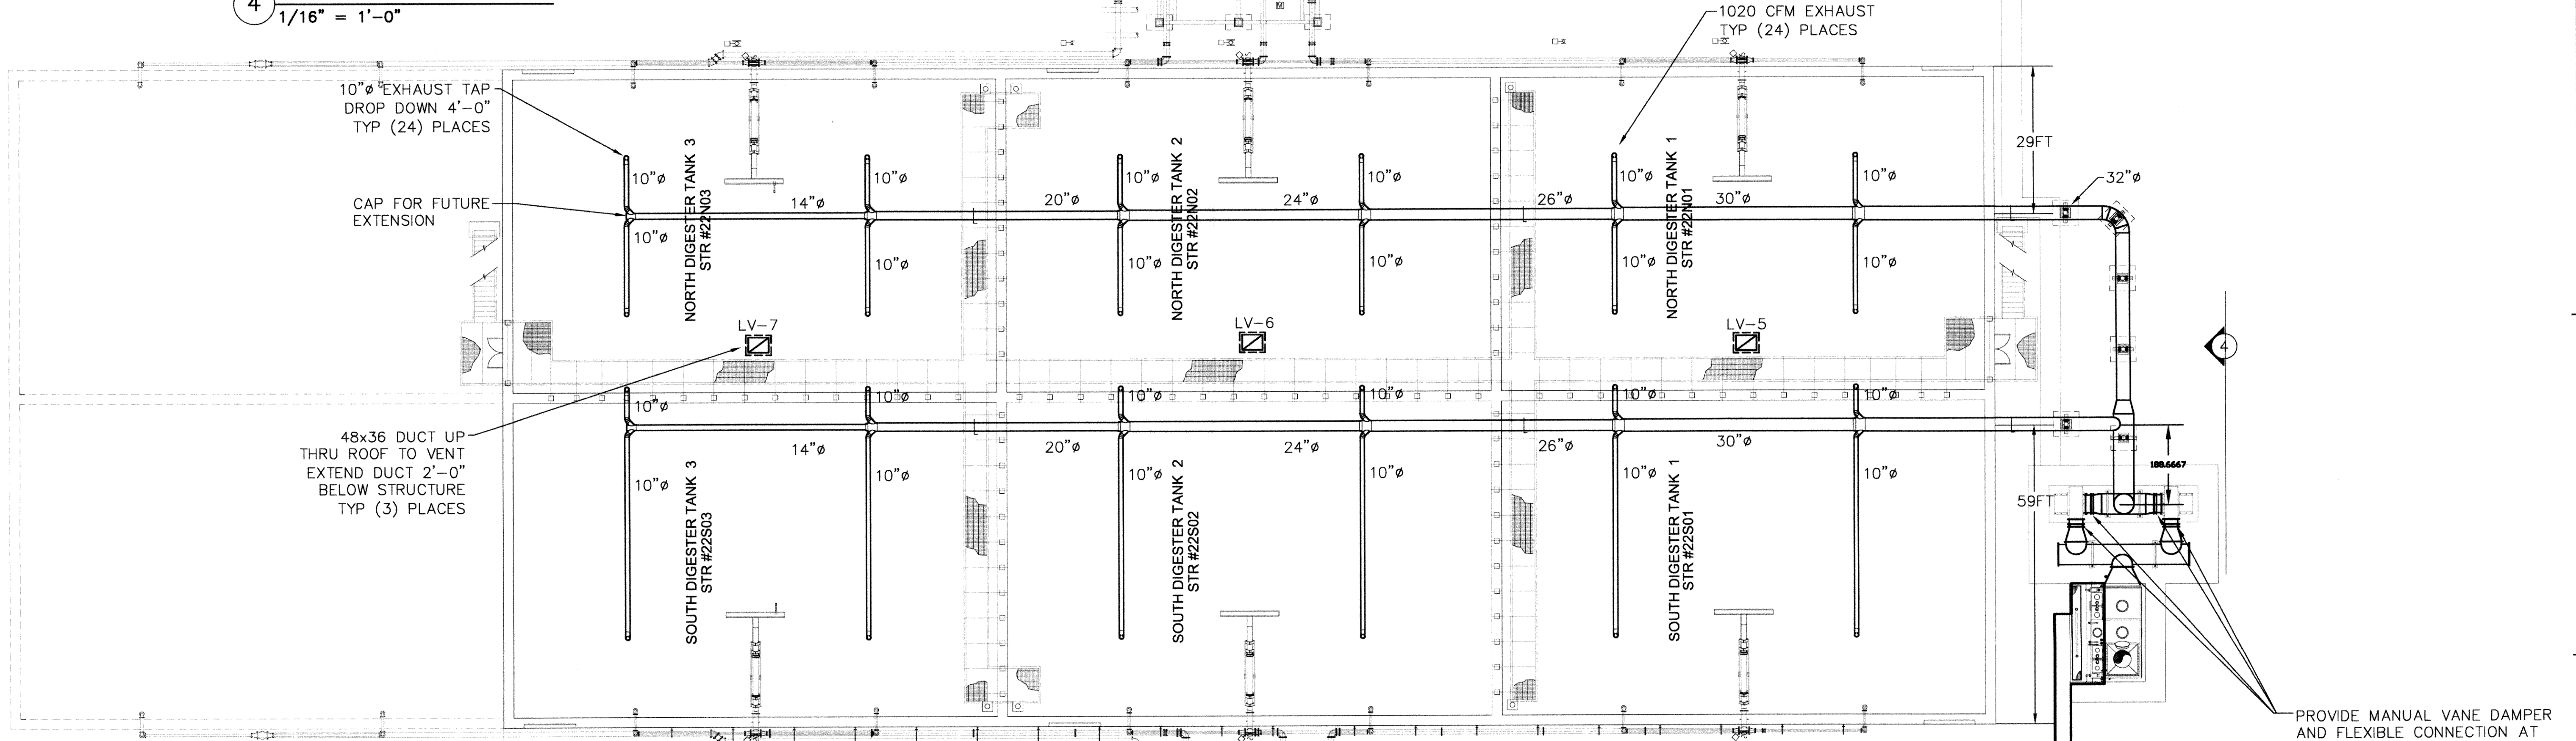 4
1/16" = 1'-0"
1020 CFM EXHAUST
TYP (24) PLACES
10"ø EXHAUST TAP
DROP DOWN 4'-0"
TYP (24) PLACES
CAP FOR FUTURE
EXTENSION
10"ø
10"ø
10"ø
10"ø
10"ø
10"ø
14"ø
20"ø
24"ø
26"ø
30"ø
32"ø
29FT
10"ø
10"ø
10"ø
10"ø
10"ø
10"ø
NORTH DIGESTER TANK 3
STR #22N03
NORTH DIGESTER TANK 2
STR #22N02
NORTH DIGESTER TANK 1
STR #22N01
LV-7
LV-6
LV-5
4
48x36 DUCT UP
THRU ROOF TO VENT
EXTEND DUCT 2'-0"
BELOW STRUCTURE
TYP (3) PLACES
10"ø
10"ø
10"ø
10"ø
10"ø
10"ø
14"ø
20"ø
24"ø
26"ø
30"ø
188.6667
59FT
10"ø
10"ø
10"ø
10"ø
10"ø
10"ø
SOUTH DIGESTER TANK 3
STR #22S03
SOUTH DIGESTER TANK 2
STR #22S02
SOUTH DIGESTER TANK 1
STR #22S01
PROVIDE MANUAL VANE DAMPER
AND FLEXIBLE CONNECTION AT